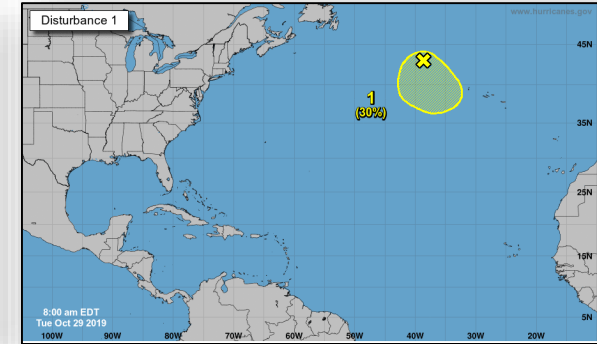 Disturbance 1
www.hurricanes.gov
45N
1
(30%)
35N
25N
15N
8:00 am EDT
Tue Oct 29 2019
5N
100W 90W 80W 70W 60W 50W 40W 30W 20W